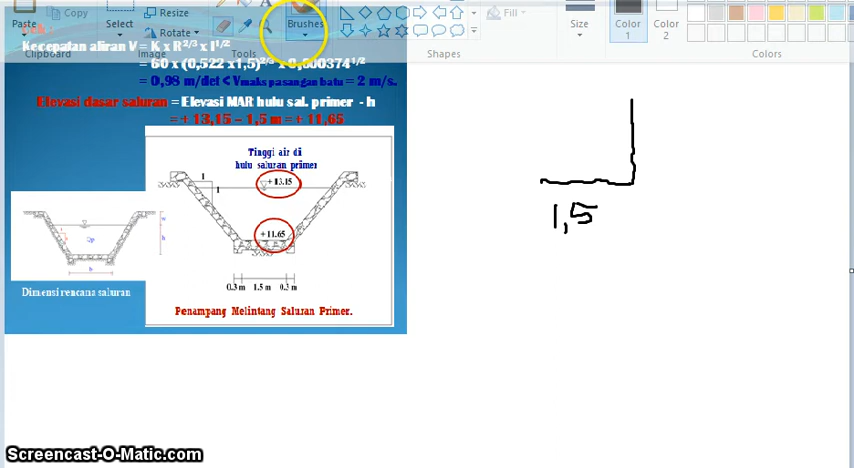 Paste
Copy
Select
Resize
Rotate
Brushes
Size
Color
1
Color
2
Fill
Clipboard
Tools
Shapes
Colors
Kecepatan aliran V = K x R2/3 x I1/2
= 60 x (0,522 x1,5)2/3 x 0,5003741/2
= 0,98 m/det < Vmaks pasangan batu = 2 m/s.
Elevasi dasar saluran = Elevasi MAR hulu sal. primer - h
= + 13,15 – 1,5 m = + 11,65
Tinggi air di
hulu saluran primer
1
1
+ 13.15
+ 11.65
0.3 m 1.5 m 0.3 m
Penampang Melintang Saluran Primer.
w
h
b
Dimensi rencana saluran
1,5
Screencast-O-Matic.com